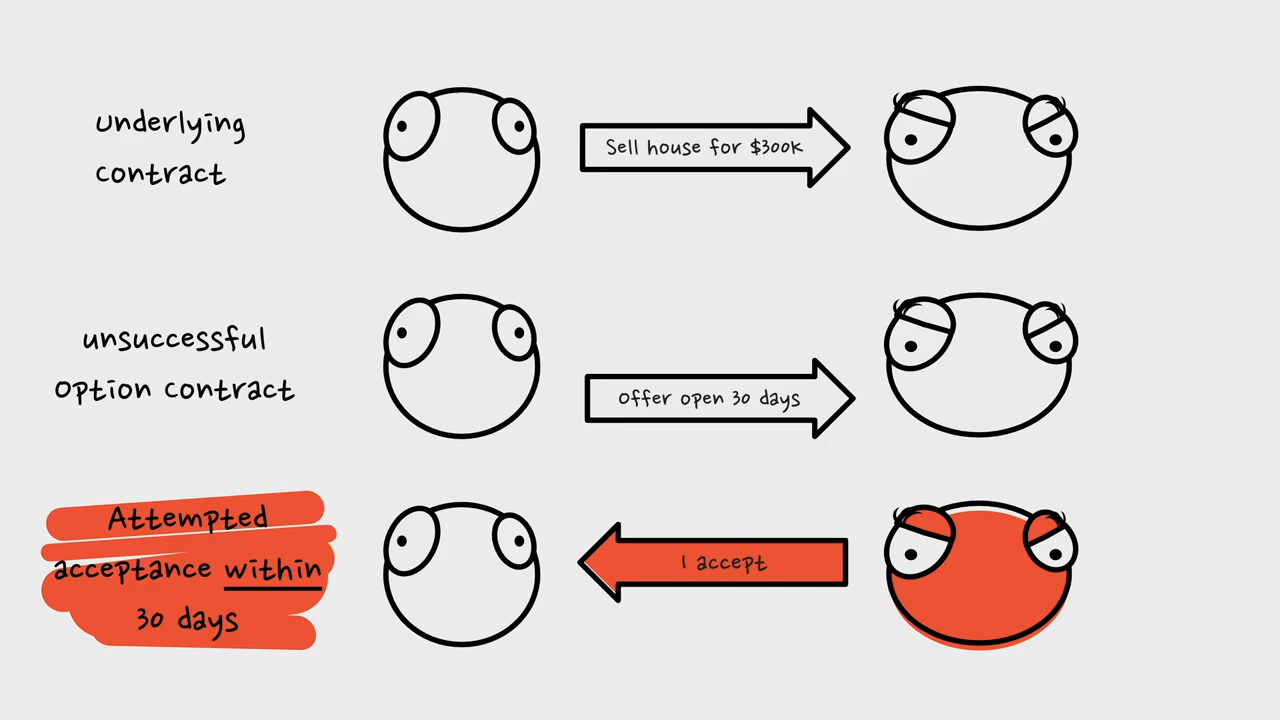 underlying
contract
Sell house for $300k
unsuccessful
option contract
Offer open 30 days
Attempted
acceptance within
30 days
I accept